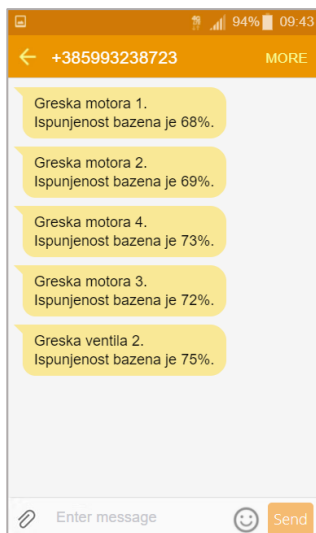 94% 09:43
+385993238723 MORE
Greska motora 1.
Ispunjenost bazena je 68%.
Greska motora 2.
Ispunjenost bazena je 69%.
Greska motora 4.
Ispunjenost bazena je 73%.
Greska motora 3.
Ispunjenost bazena je 72%.
Greska ventila 2.
Ispunjenost bazena je 75%.
Enter message Send